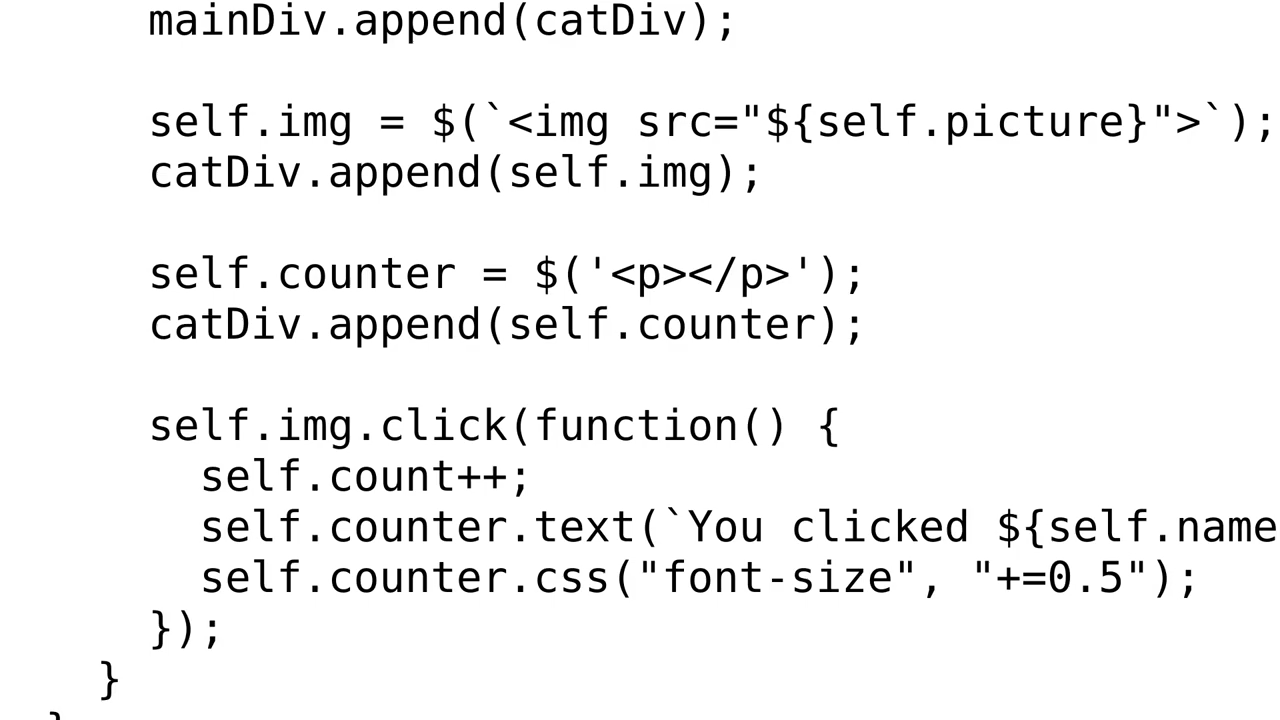 mainDiv.append(catDiv);
self.img = $(`<img src="${self.picture}">`);
catDiv.append(self.img);
self.counter = $('<p></p>');
catDiv.append(self.counter);
self.img.click(function() {
self.count++;
self.counter.text(`You clicked ${self.name
self.counter.css("font-size", "+=0.5");
});
}
}